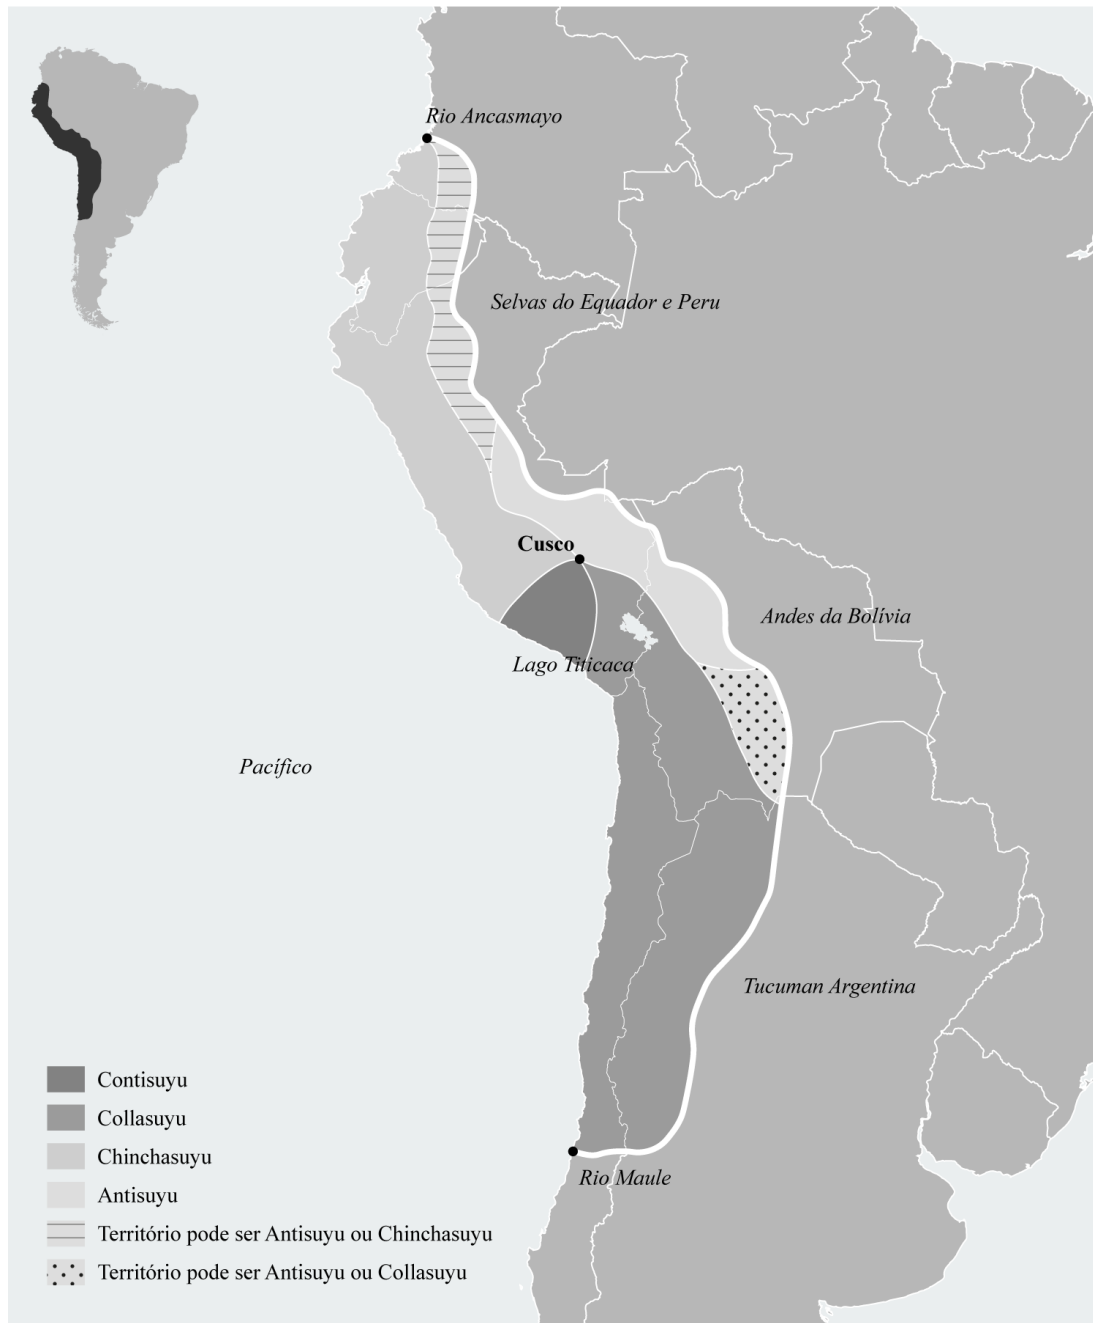 Rio Ancasmayo
Selvas do Equador e Peru
Cusco
Andes da Bolívia
Lago Titicaca
Pacífico
Tucuman Argentina
Contisuyu
Collasuyu
Chinchasuyu
Rio Maule
Antisuyu
Território pode ser Antisuyu ou Chinchasuyu
Território pode ser Antisuyu ou Collasuyu